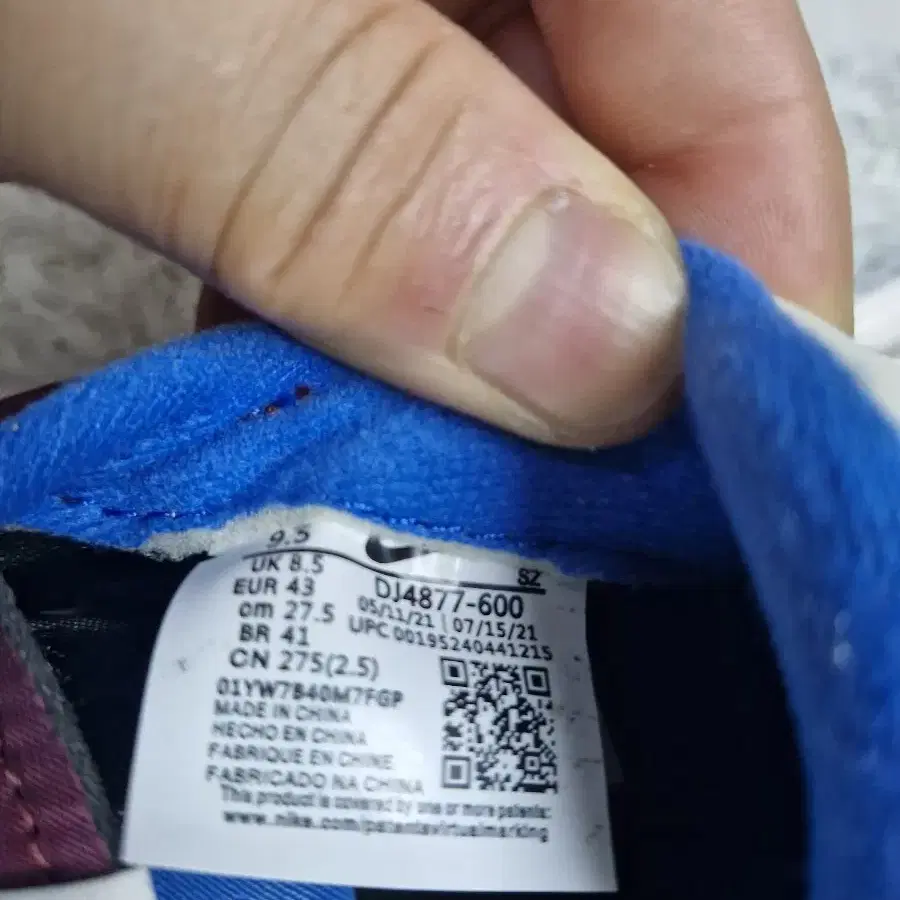 9.5
SZ
UK 8.5
EUR 43
cm 27.5
BR 41
CN 275(2.5)
DJ4877-600
05/11/21 | 07/15/21
UPC 00195240441215
01YW7B40M7FGP
MADE IN CHINA
HECHO EN CHINA
FABRIQUE EN CHINE
FABRICADO NA CHINA
This product is covered by one or more patents:
www.nike.com/patentsvirtualmarking